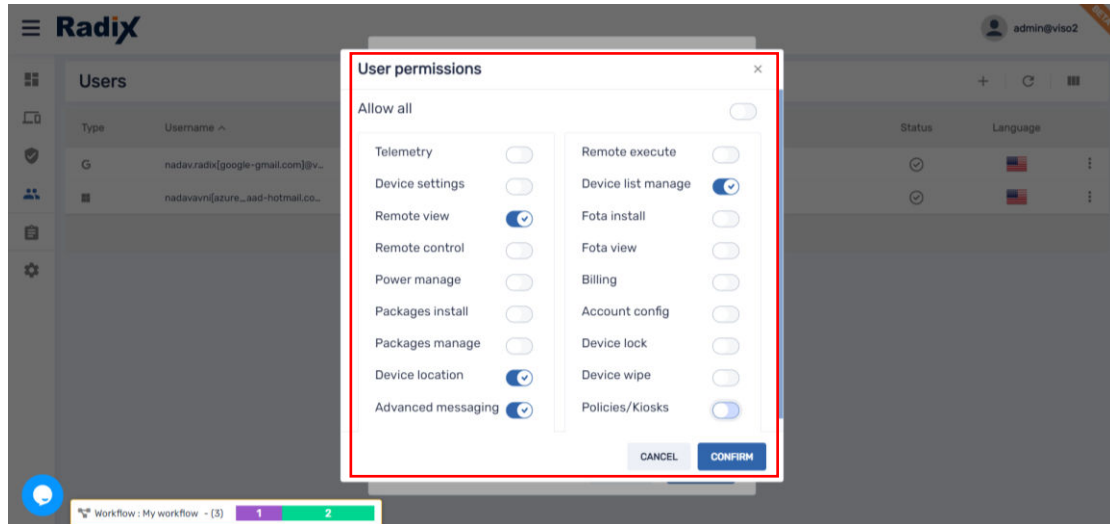 Radix
admin@viso2
BETA
Users
Type
Username
Status
Language
G
nadav.radix[google-gmail.com]@v...
nadavavni[azure_aad-hotmail.co...
User permissions
×
Allow all
Telemetry
Device settings
Remote view
Remote control
Power manage
Packages install
Packages manage
Device location
Advanced messaging
Remote execute
Device list manage
Fota install
Fota view
Billing
Account config
Device lock
Device wipe
Policies/Kiosks
CANCEL
CONFIRM
Workflow : My workflow - (3)
1
2